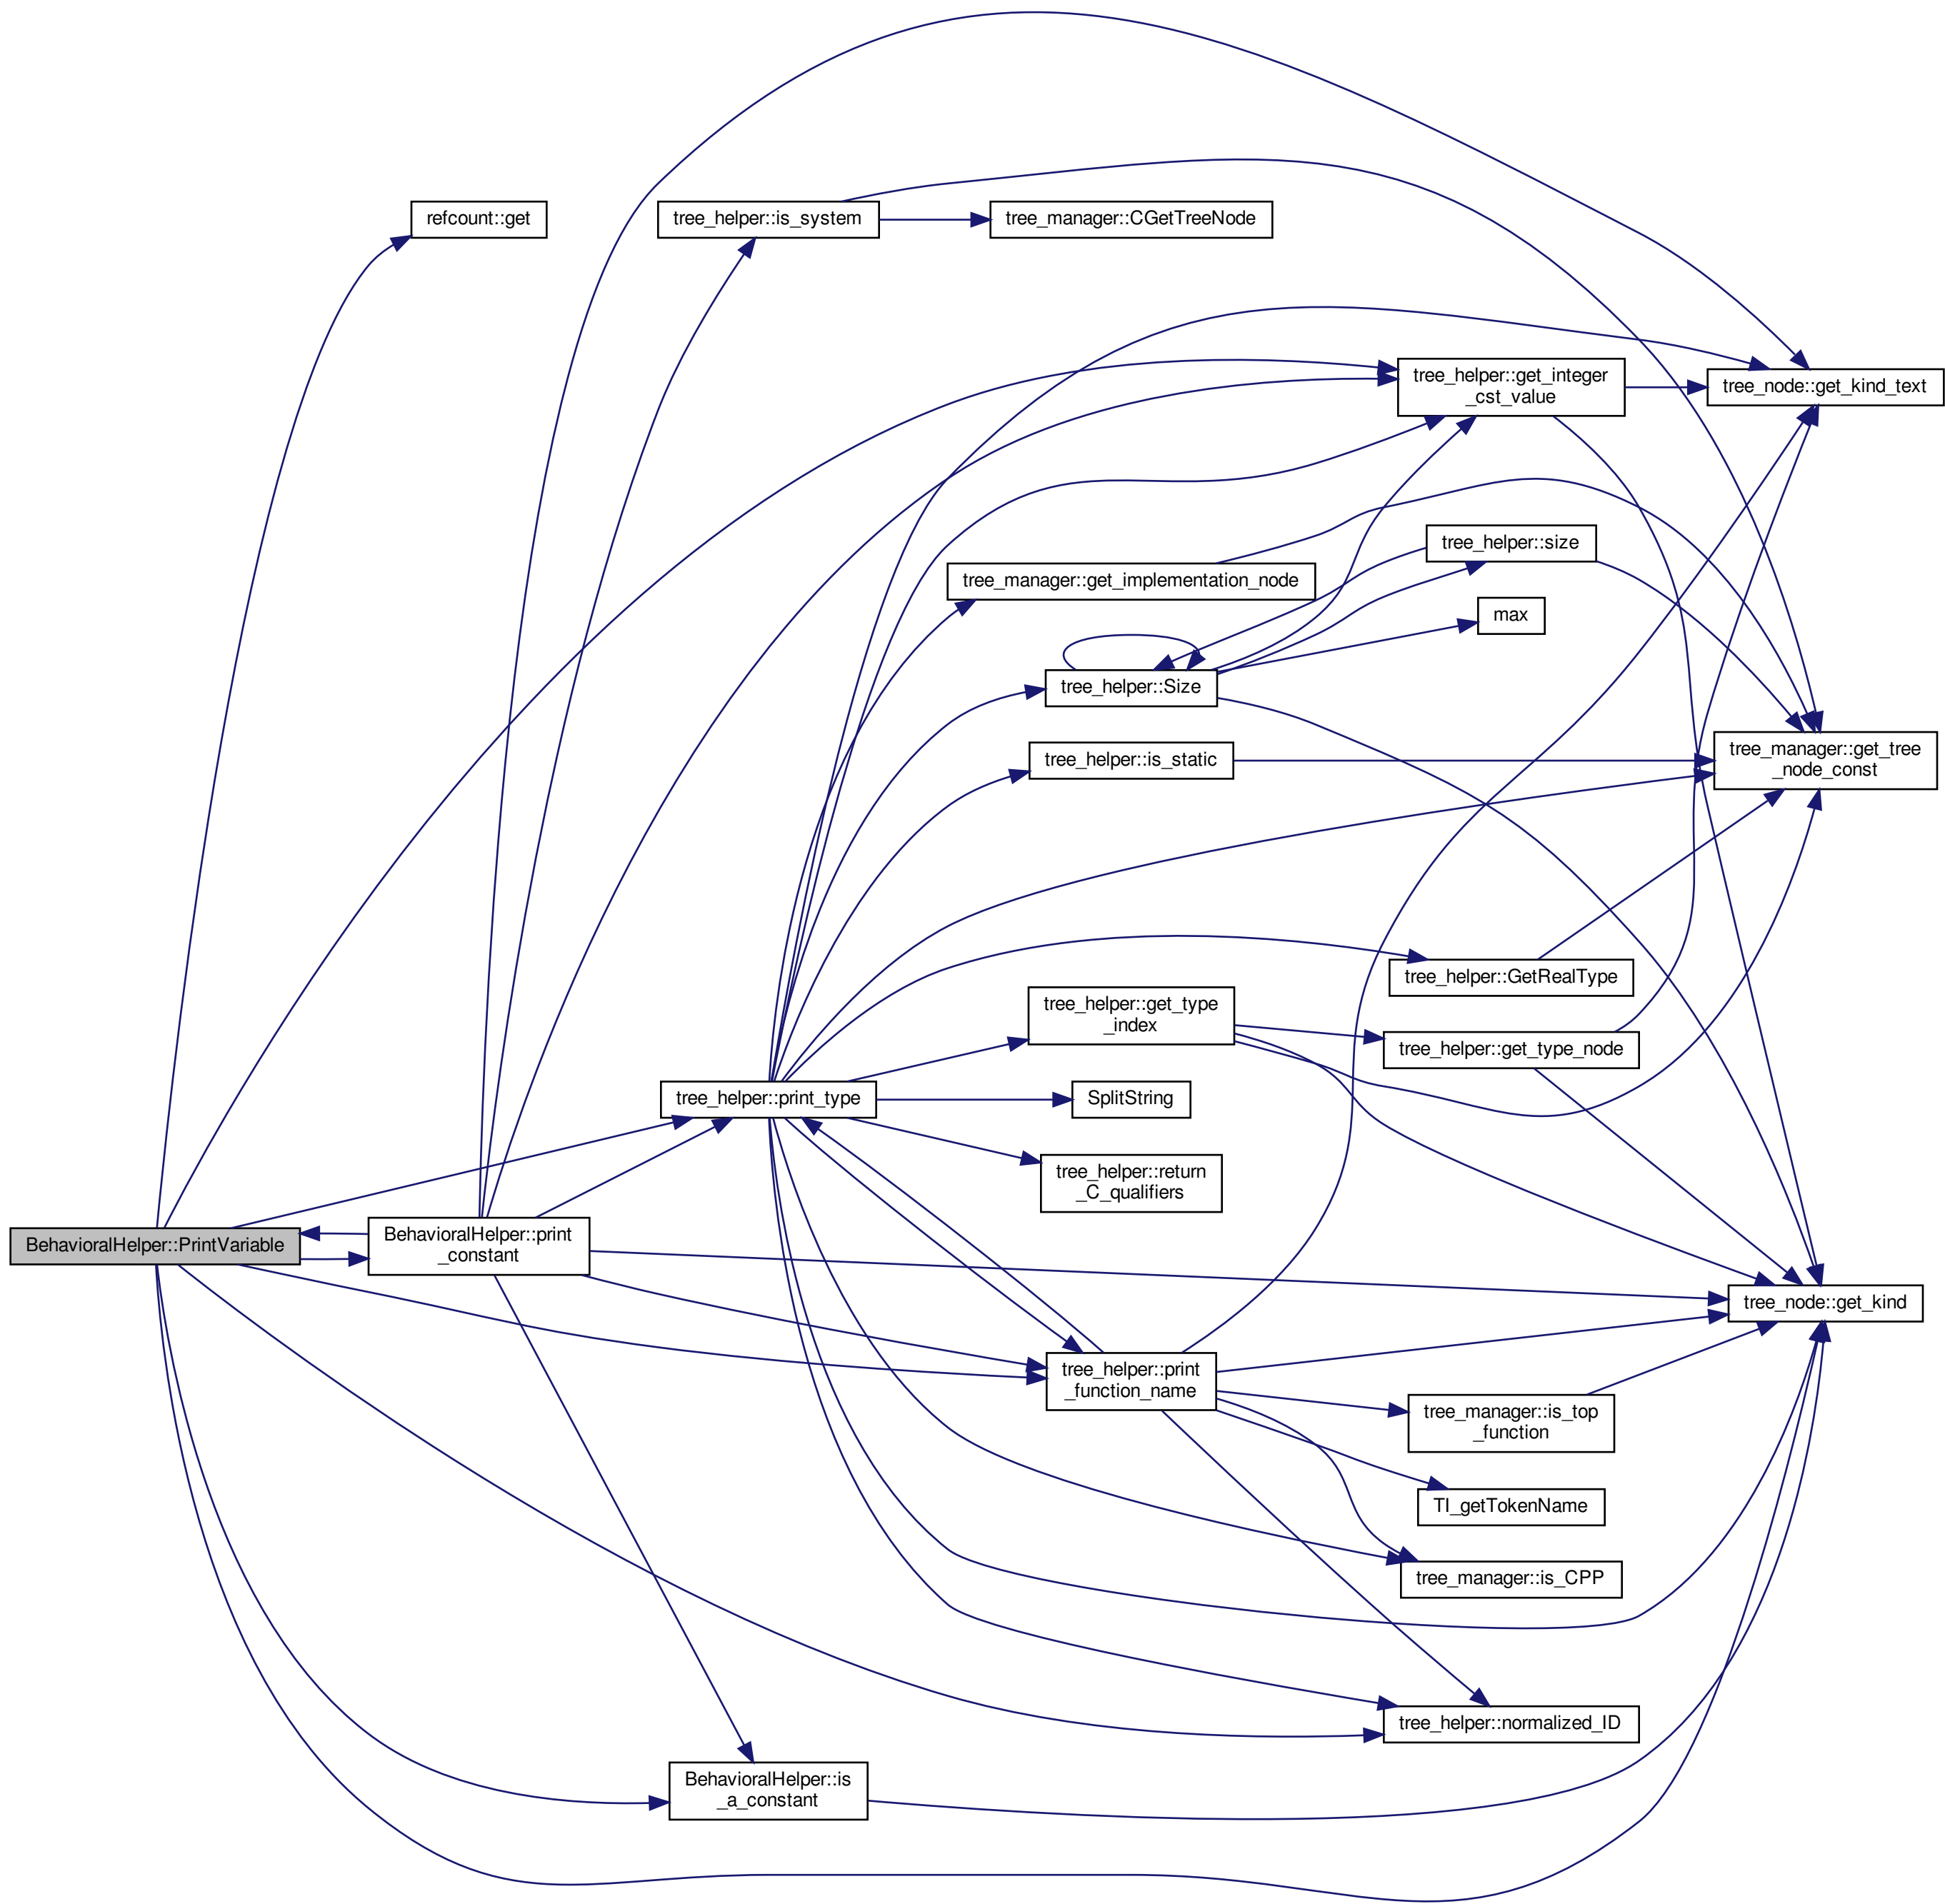 refcount::get
tree_helper::is_system
tree_manager::CGetTreeNode
tree_helper::get_integer
_cst_value
tree_node::get_kind_text
tree_helper::size
tree_manager::get_implementation_node
max
tree_helper::Size
tree_helper::is_static
tree_manager::get_tree
_node_const
tree_helper::GetRealType
tree_helper::get_type
_index
tree_helper::get_type_node
tree_helper::print_type
SplitString
tree_helper::return
_C_qualifiers
BehavioralHelper::PrintVariable
BehavioralHelper::print
_constant
tree_node::get_kind
tree_helper::print
_function_name
tree_manager::is_top
_function
TI_getTokenName
tree_manager::is_CPP
tree_helper::normalized_ID
BehavioralHelper::is
_a_constant